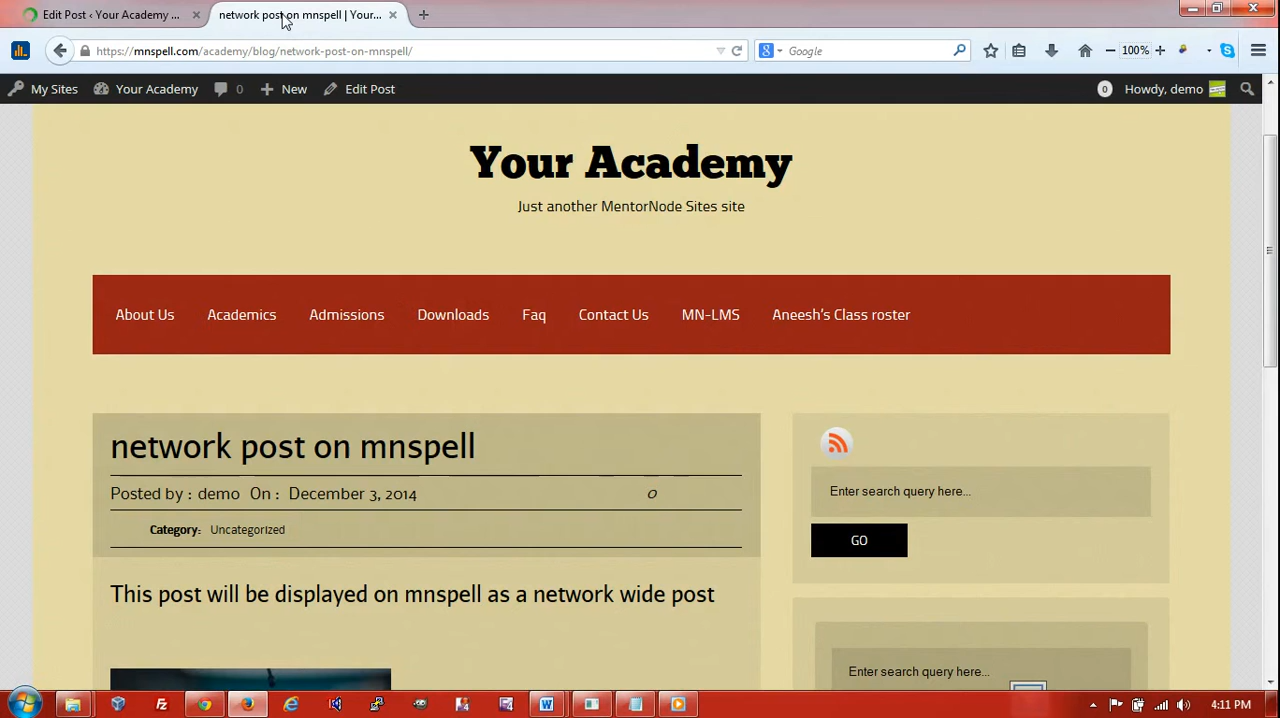 Edit Post ‹ Your Academy ...
network post on mnspell | Your...
https://mnspell.com/academy/blog/network-post-on-mnspell/
Google
100%
My Sites
Your Academy
0
New
Edit Post
0
Howdy, demo
Your Academy
Just another MentorNode Sites site
About Us
Academics
Admissions
Downloads
Faq
Contact Us
MN-LMS
Aneesh's Class roster
network post on mnspell
Posted by : demo On : December 3, 2014
0
Category: Uncategorized
This post will be displayed on mnspell as a network wide post
Enter search query here...
GO
Enter search query here...
4:11 PM